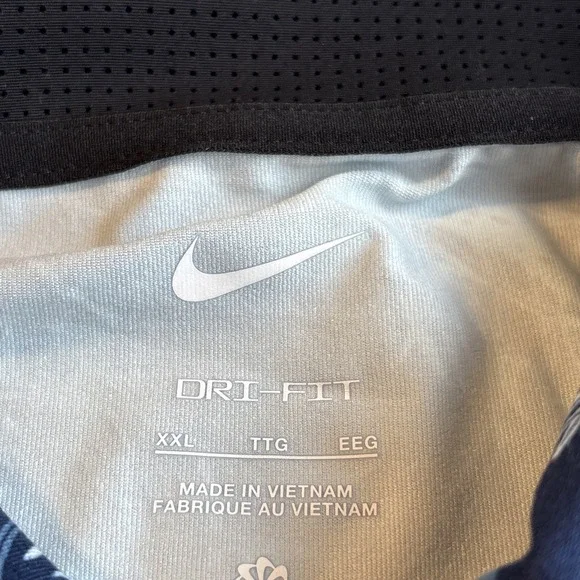 DRI-FIT
XXL TTG EEG
MADE IN VIETNAM
FABRIQUE AU VIETNAM